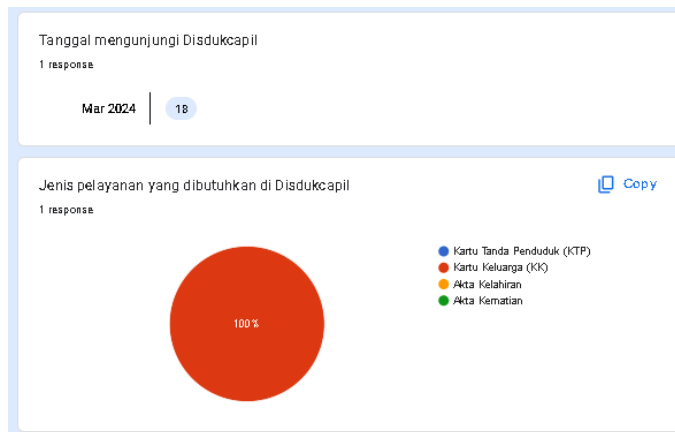 Tanggal mengunjungi Disdukcapil
1 response
Mar 2024 18
Jenis pelayanan yang dibutuhkan di Disdukcapil
Copy
1 response
Kartu Tanda Penduduk (KTP)
Kartu Keluarga (KK)
Akta Kelahiran
Akta Kematian
100%